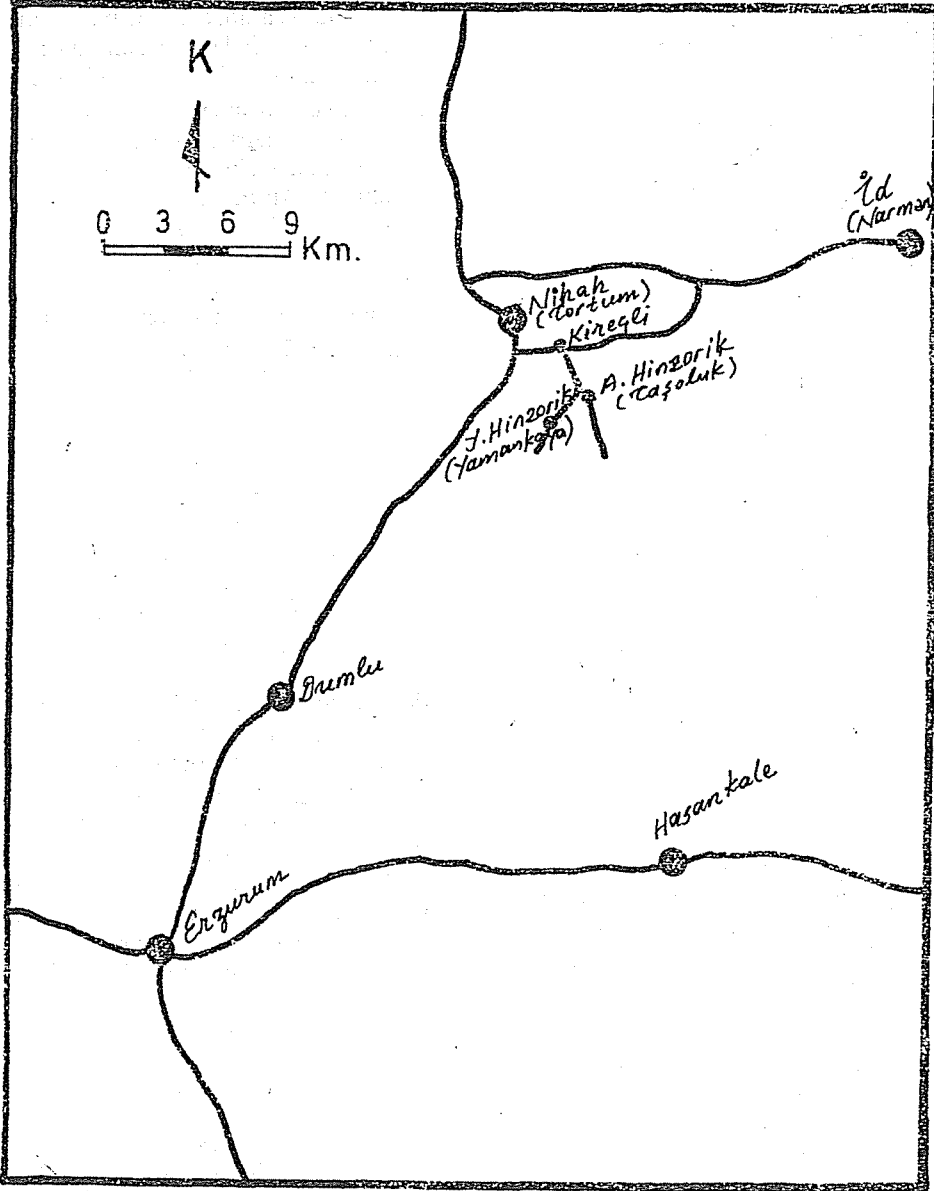 K
0 3 6 9
Km.
İd
(Narman)
Nihah
(Tortum)
Kireçli
A. Hinzorik
(Taşoluk)
J. Hinzorik
(Yamankaya)
Dumlu
Hasankale
Erzurum